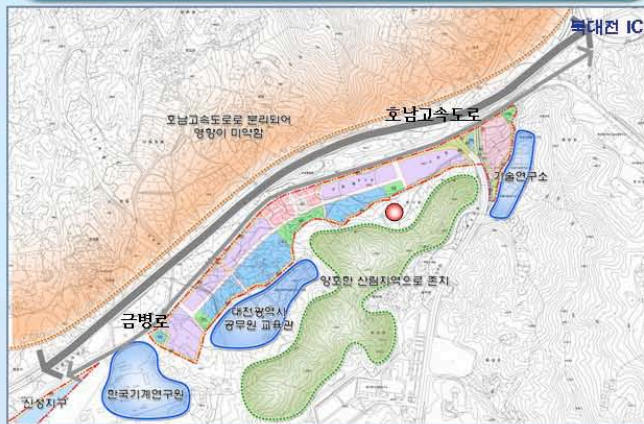 북대전 IC
호남고속도로
호남고속도로로 분리되어
영향이 미약함
기술연구소
양호한 산림지역으로 존치
대전광역시
공무원 교육관
금병로
한국기계연구원
신성지구